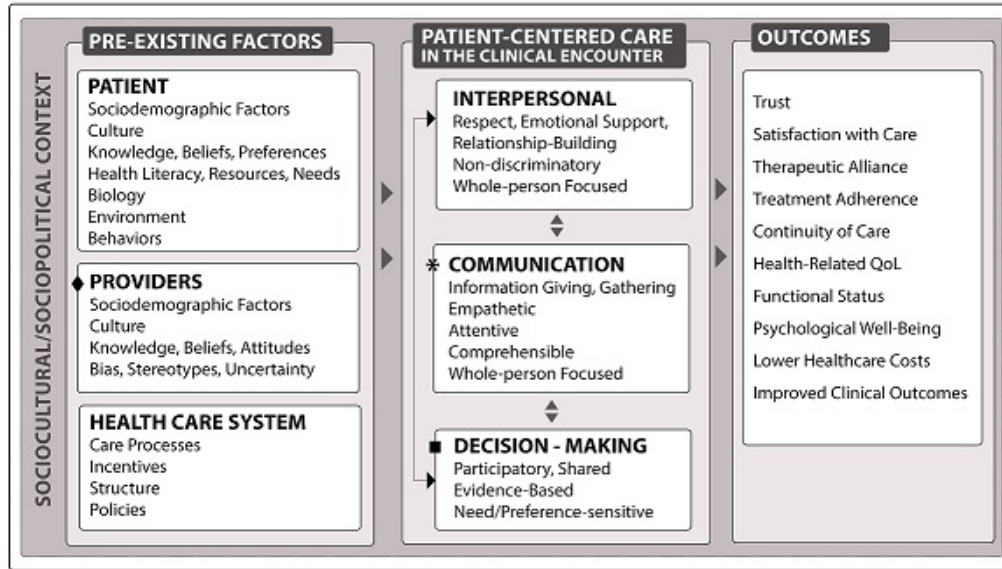 SOCIOCULTURAL/SOCIOPOLITICAL CONTEXT
PRE-EXISTING FACTORS
PATIENT
Sociodemographic Factors
Culture
Knowledge, Beliefs, Preferences
Health Literacy, Resources, Needs
Biology
Environment
Behaviors
PROVIDERS
Sociodemographic Factors
Culture
Knowledge, Beliefs, Attitudes
Bias, Stereotypes, Uncertainty
HEALTH CARE SYSTEM
Care Processes
Incentives
Structure
Policies
PATIENT-CENTERED CARE
IN THE CLINICAL ENCOUNTER
INTERPERSONAL
Respect, Emotional Support,
Relationship-Building
Non-discriminatory
Whole-person Focused
* COMMUNICATION
Information Giving, Gathering
Empathetic
Attentive
Comprehensible
Whole-person Focused
DECISION - MAKING
Participatory, Shared
Evidence-Based
Need/Preference-sensitive
OUTCOMES
Trust
Satisfaction with Care
Therapeutic Alliance
Treatment Adherence
Continuity of Care
Health-Related QoL
Functional Status
Psychological Well-Being
Lower Healthcare Costs
Improved Clinical Outcomes